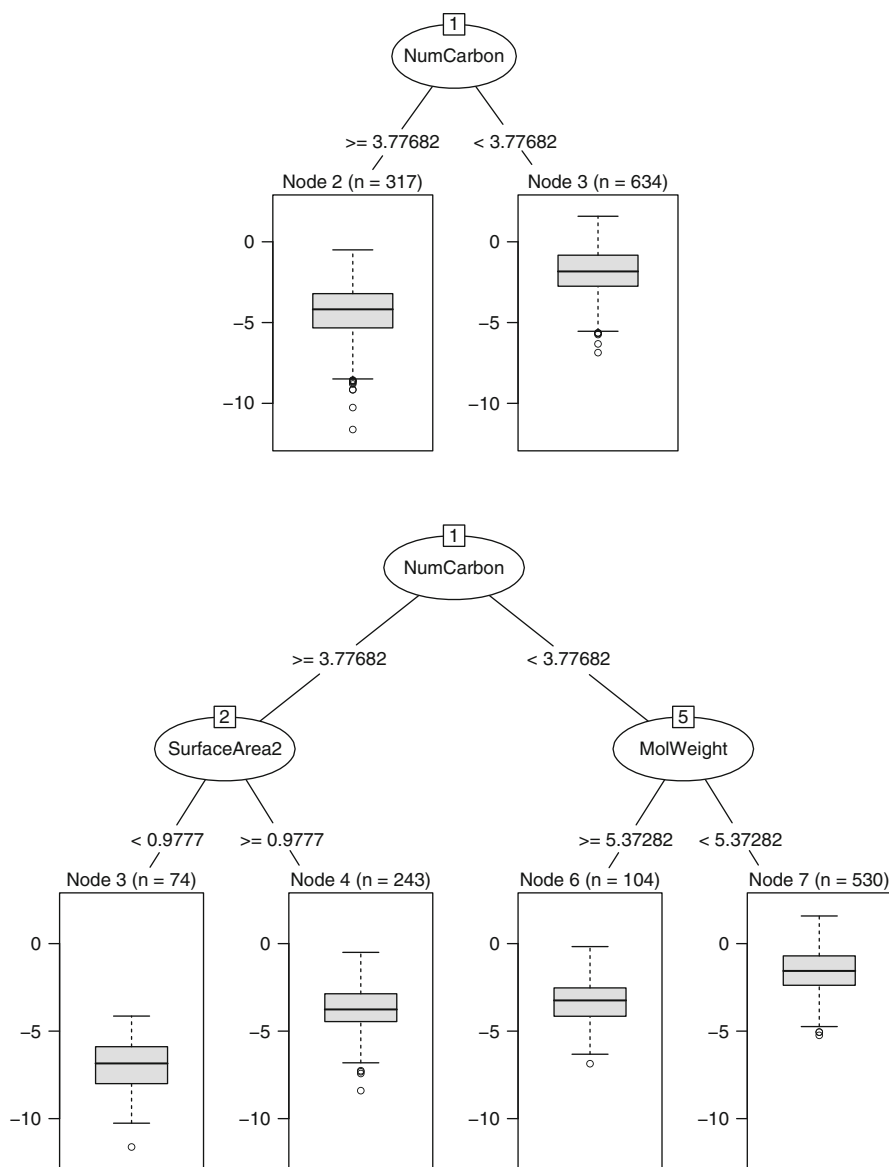 1
NumCarbon
>= 3.77682 < 3.77682
Node 2 (n = 317) Node 3 (n = 634)
0 0
−5 −5
−10 −10
1
NumCarbon
>= 3.77682 < 3.77682
2 5
SurfaceArea2 MolWeight
< 0.9777 >= 0.9777 >= 5.37282 < 5.37282
Node 3 (n = 74) Node 4 (n = 243) Node 6 (n = 104) Node 7 (n = 530)
0 0 0 0
−5 −5 −5 −5
−10 −10 −10 −10